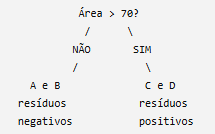 Área > 70?
/ \
NÃO SIM
/ \
A e B C e D
resíduos resíduos
negativos positivos